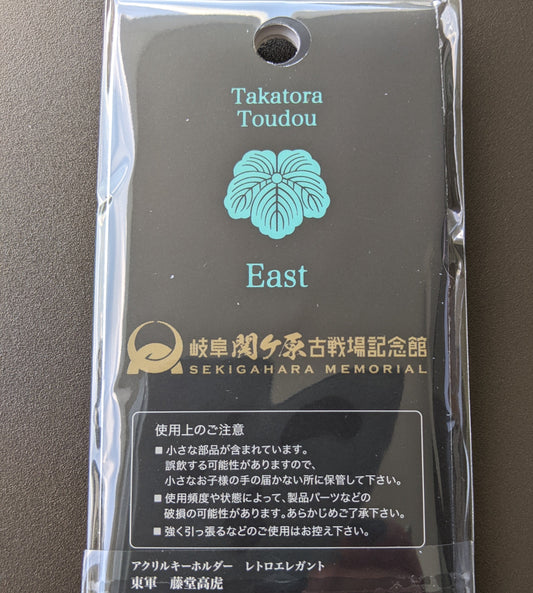 Takatora
Toudou
East
岐阜関ケ原古戦場記念館
SEKIGAHARA MEMORIAL
使用上のご注意
■ 小さな部品が含まれています。
誤飲する可能性がありますので、
小さなお子様の手の届かない所に保管して下さい。
■ 使用頻度や状態によって、製品パーツなどの
破損の可能性があります。あらかじめご了承下さい。
■ 強く引っ張るなどのご使用はお控え下さい。
アクリルキーホルダー　レトロエレガント
東軍　藤堂高虎